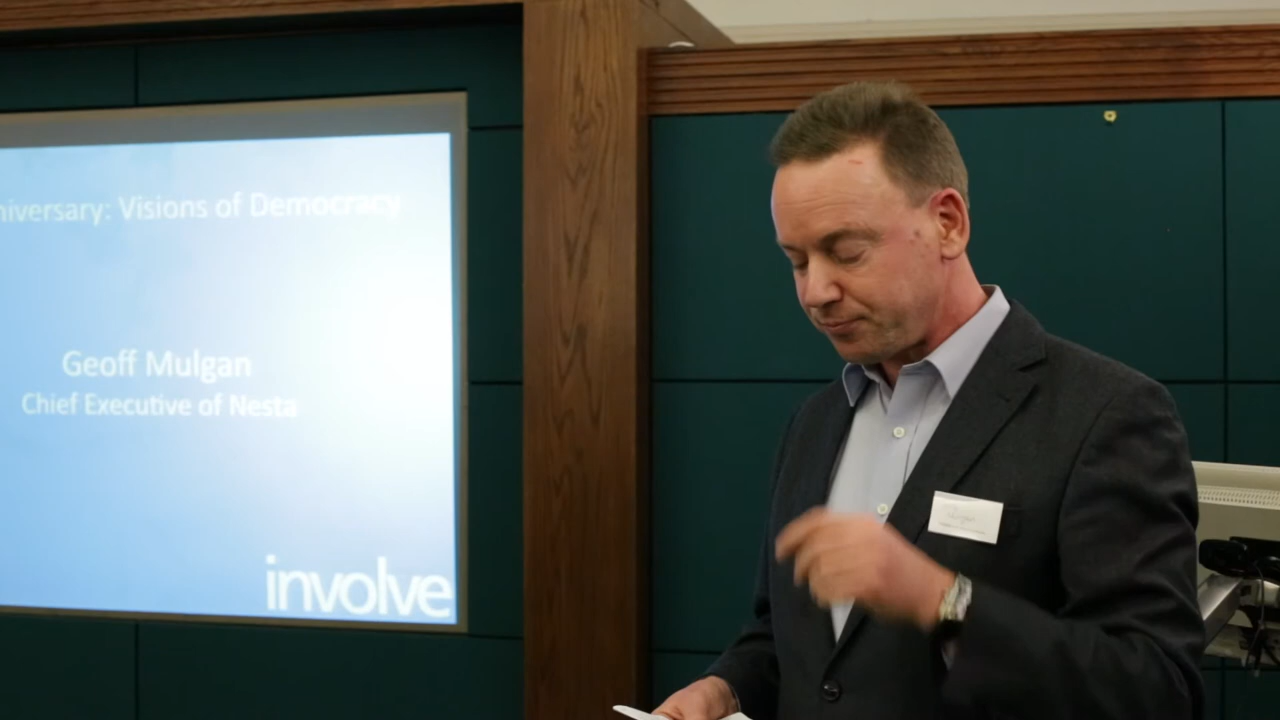 niversary: Visions of Democracy
Geoff Mulgan
Chief Executive of Nesta
involve